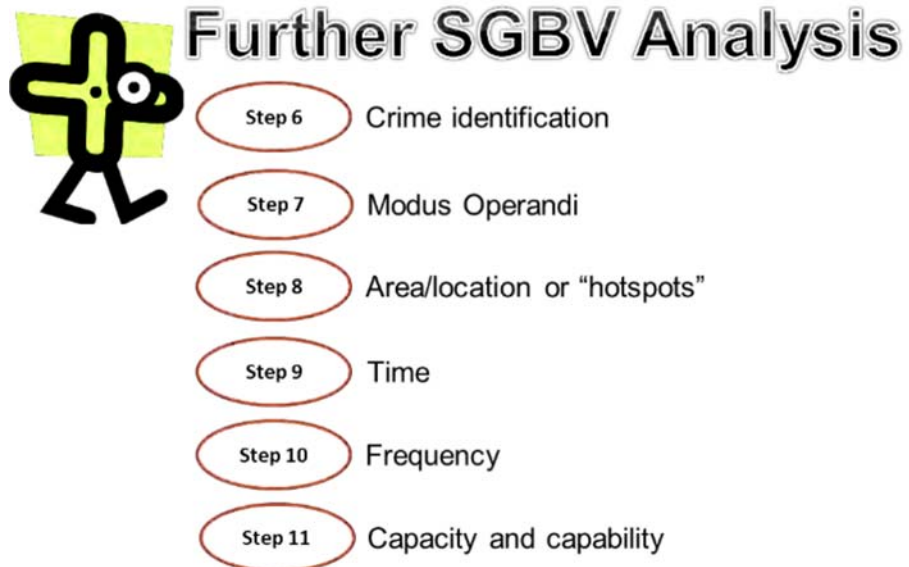 Further SGBV Analysis
Step 6 Crime identification
Step 7 Modus Operandi
Step 8 Area/location or “hotspots”
Step 9 Time
Step 10 Frequency
Step 11 Capacity and capability